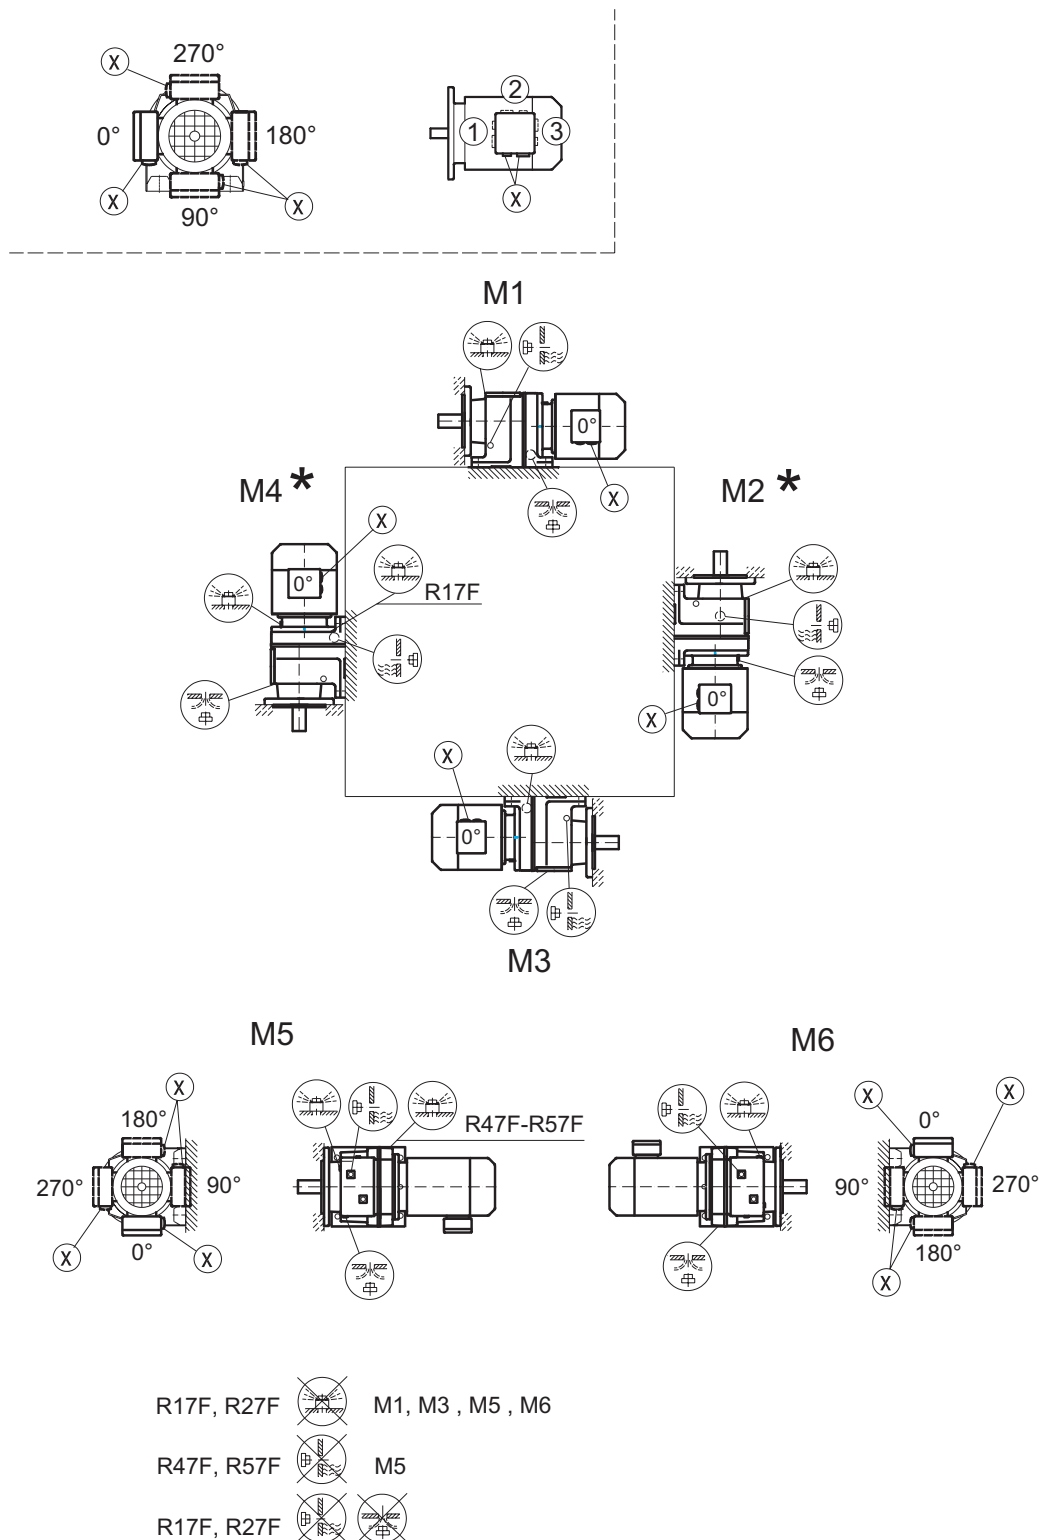 X
270°
0°
180°
X
X
90°
2
1
3
X
M1
0°
X
M4 *
M2 *
X
0°
R17F
X
0°
X
0°
M3
M5
M6
X
180°
270°
90°
X
0°
X
R47F-R57F
X
X
0°
90°
270°
180°
X
R17F, R27F M1, M3 , M5 , M6
R47F, R57F M5
R17F, R27F